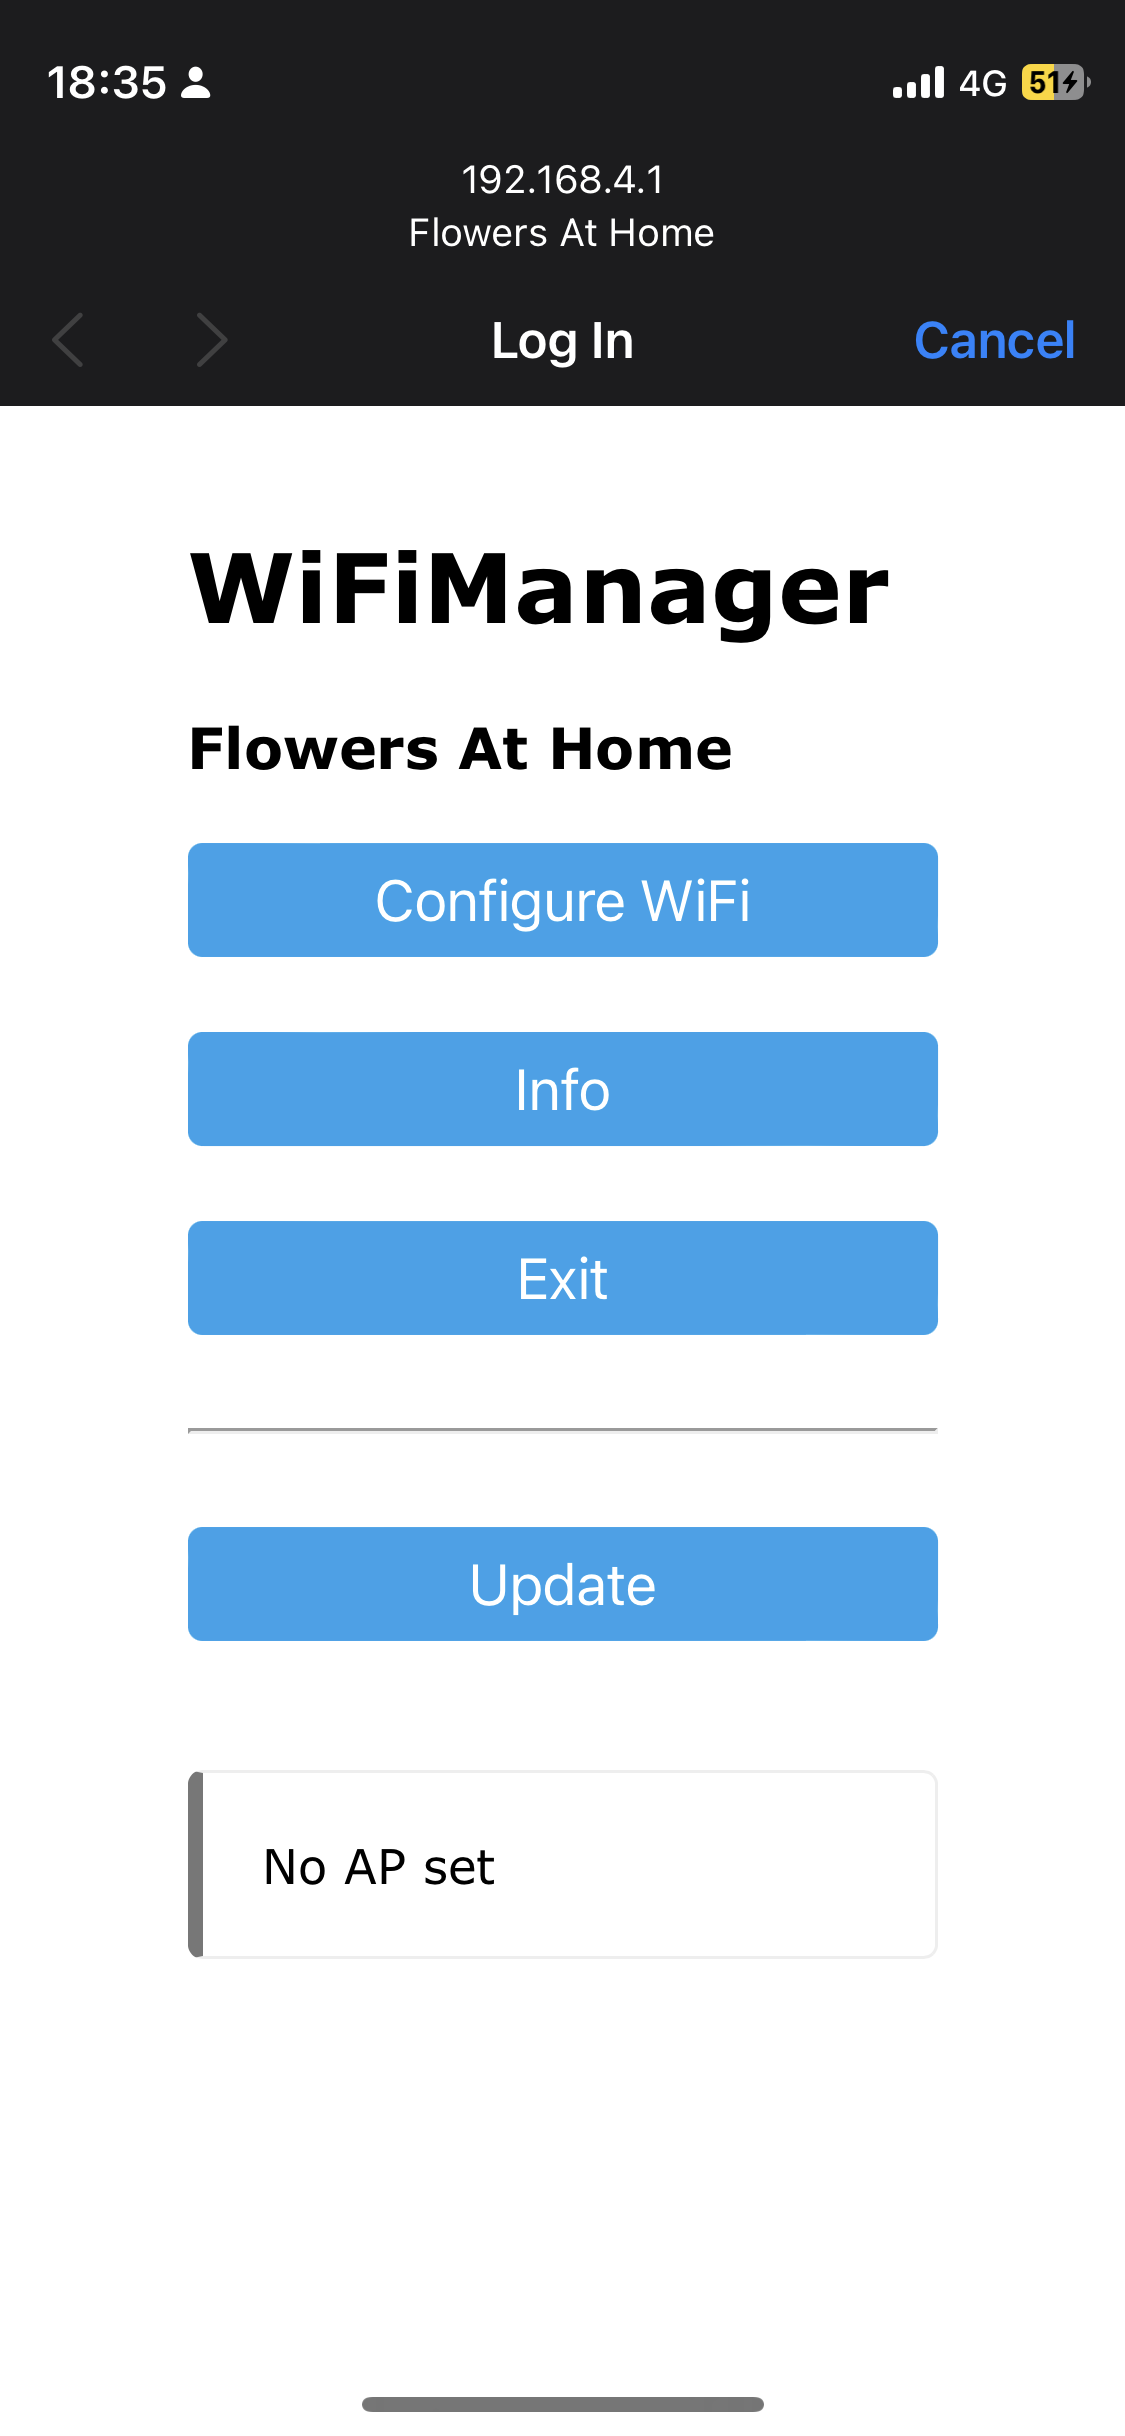 18:35
4G
51
192.168.4.1
Flowers At Home
Log In
Cancel
WiFiManager
Flowers At Home
Configure WiFi
Info
Exit
Update
No AP set